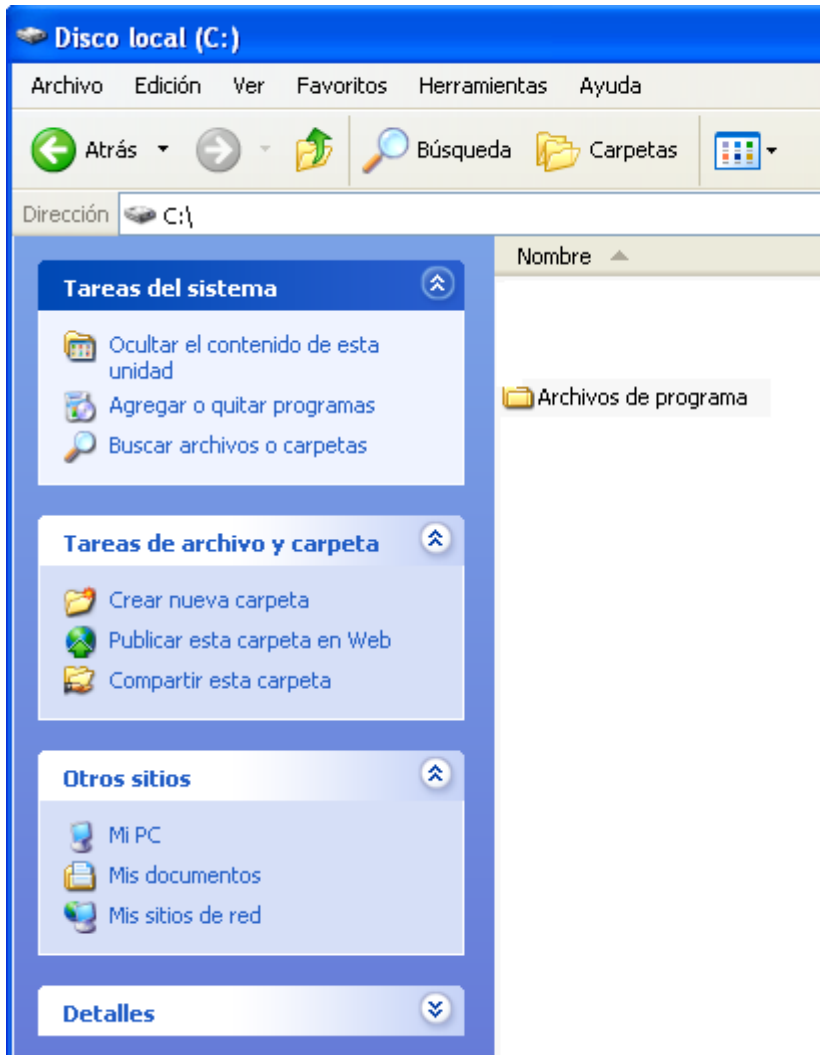 Disco local (C:)
Archivo Edición Ver Favoritos Herramientas Ayuda
Atrás Búsqueda Carpetas
Dirección C:\
Nombre
Tareas del sistema
Ocultar el contenido de esta
unidad
Agregar o quitar programas
Buscar archivos o carpetas
Archivos de programa
Tareas de archivo y carpeta
Crear nueva carpeta
Publicar esta carpeta en Web
Compartir esta carpeta
Otros sitios
Mi PC
Mis documentos
Mis sitios de red
Detalles